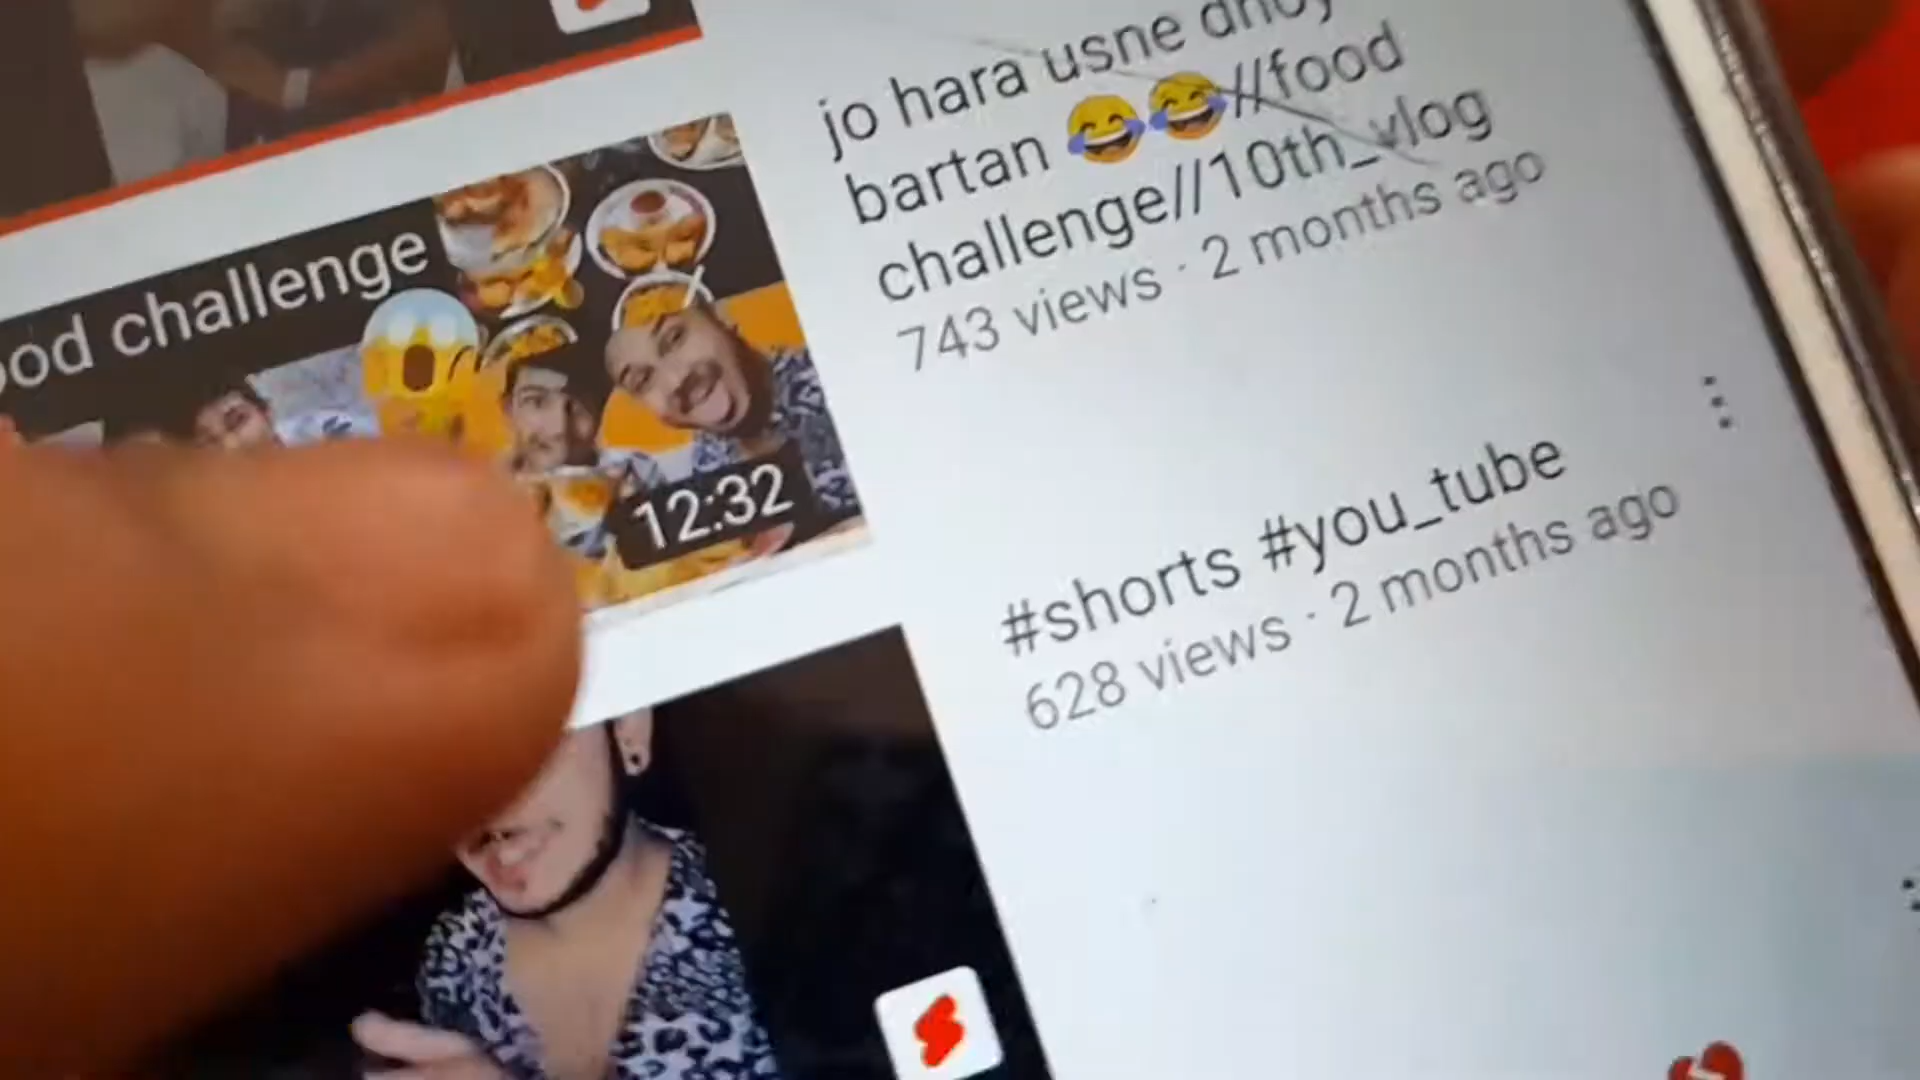 jo hara usne
bartan 😂😂//food
challenge//10th_vlog
743 views · 2 months ago
challenge
12:32
#shorts #you_tube
628 views · 2 months ago